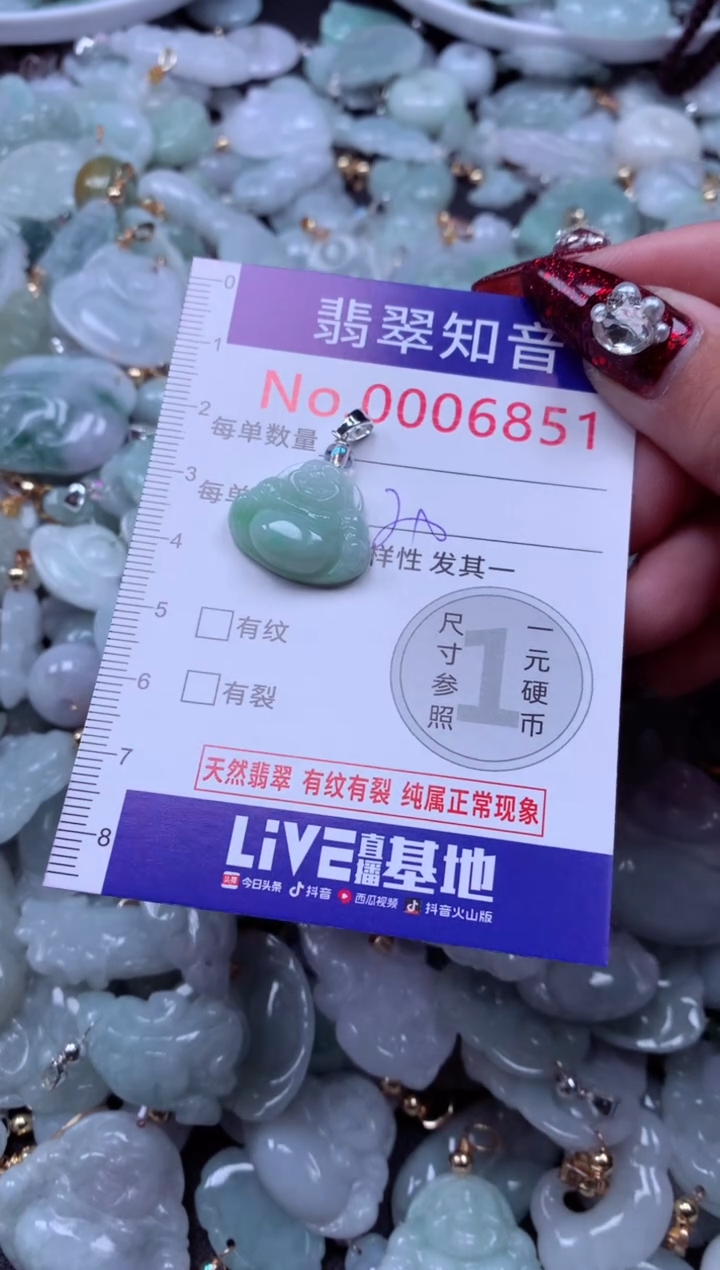 翡翠知音
No 0006851
每单数量
每单
样性 发其一
0
1
2
3
4
5
6
7
8
有纹
有裂
尺寸参照
1
一元硬币
天然翡翠 有纹有裂 纯属正常现象
LiVE直播基地
头条 今日头条 抖音 西瓜视频 抖音火山版